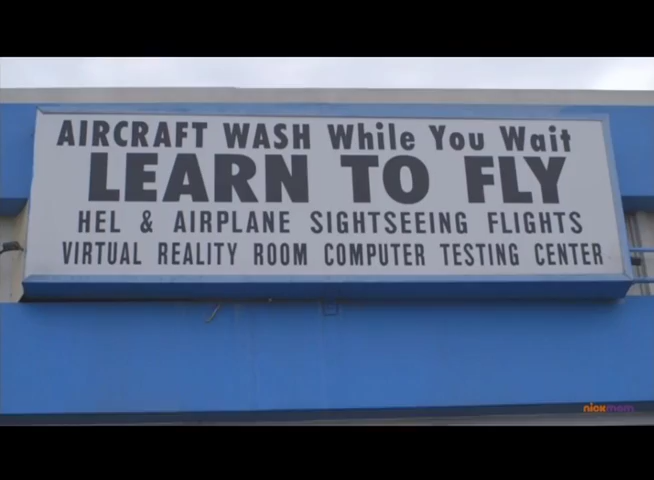 AIRCRAFT WASH While You Wait
LEARN TO FLY
HEL & AIRPLANE SIGHTSEEING FLIGHTS
VIRTUAL REALITY ROOM COMPUTER TESTING CENTER
nickmom